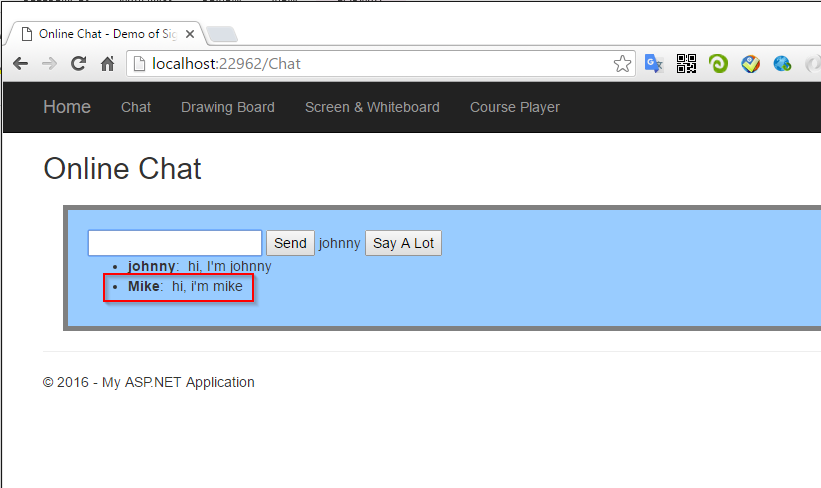 Online Chat - Demo of Sig
localhost:22962/Chat
Home Chat Drawing Board Screen & Whiteboard Course Player
Online Chat
Send johnny Say A Lot
johnny: hi, I'm johnny
Mike: hi, i'm mike
© 2016 - My ASP.NET Application